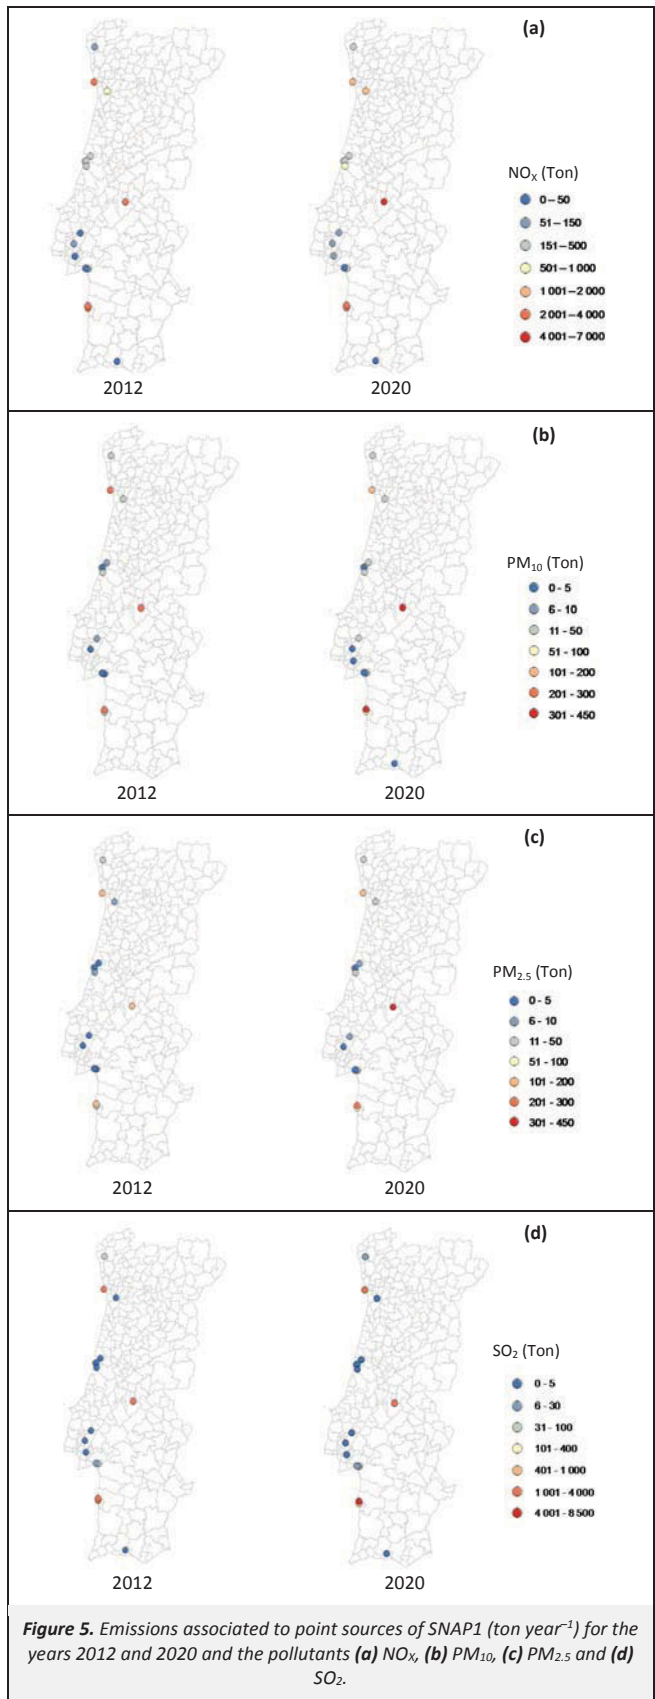 (a)
NOX (Ton)
0–50
51–150
151–500
501–1 000
1 001–2 000
2 001–4 000
4 001–7 000
2012
2020
(b)
PM10 (Ton)
0 - 5
6 - 10
11 - 50
51 - 100
101 - 200
201 - 300
301 - 450
2012
2020
(c)
PM2.5 (Ton)
0 - 5
6 - 10
11 - 50
51 - 100
101 - 200
201 - 300
301 - 450
2012
2020
(d)
SO2 (Ton)
0 - 5
6 - 30
31 - 100
101 - 400
401 - 1 000
1 001 - 4 000
4 001 - 8 500
2012
2020
Figure 5. Emissions associated to point sources of SNAP1 (ton year–1) for the
years 2012 and 2020 and the pollutants (a) NOX, (b) PM10, (c) PM2.5 and (d)
SO2.